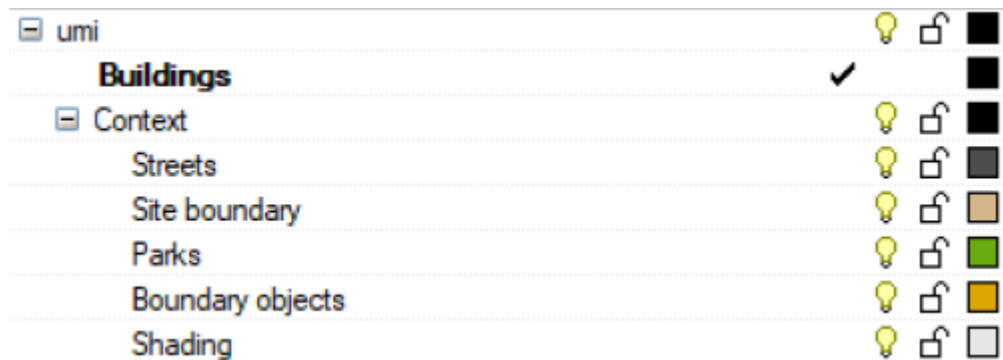 umi
Buildings
Context
Streets
Site boundary
Parks
Boundary objects
Shading